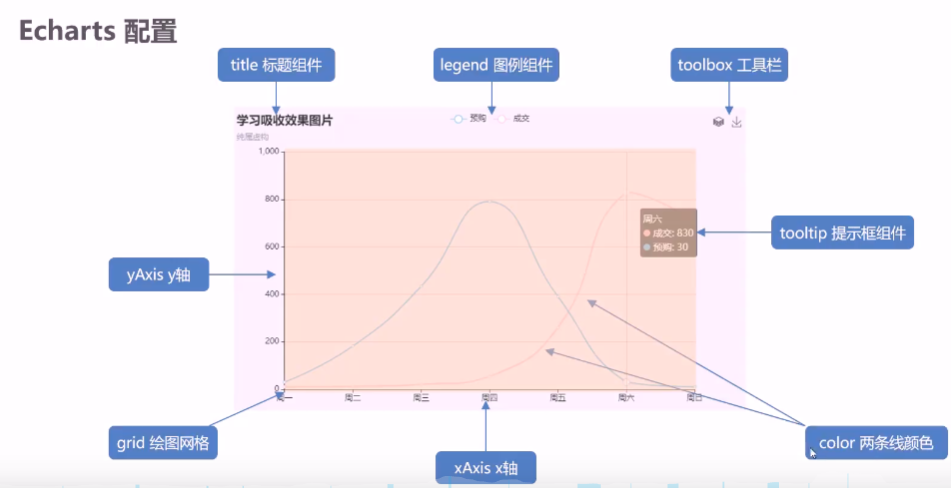 Echarts 配置
title 标题组件
legend 图例组件
toolbox 工具栏
学习吸收效果图片
预购
成交
1,000
800
周六
成交: 830
预购: 30
tooltip 提示框组件
600
yAxis y轴
400
200
0
周一
周二
周三
周四
周五
周六
周日
grid 绘图网格
xAxis x轴
color 两条线颜色